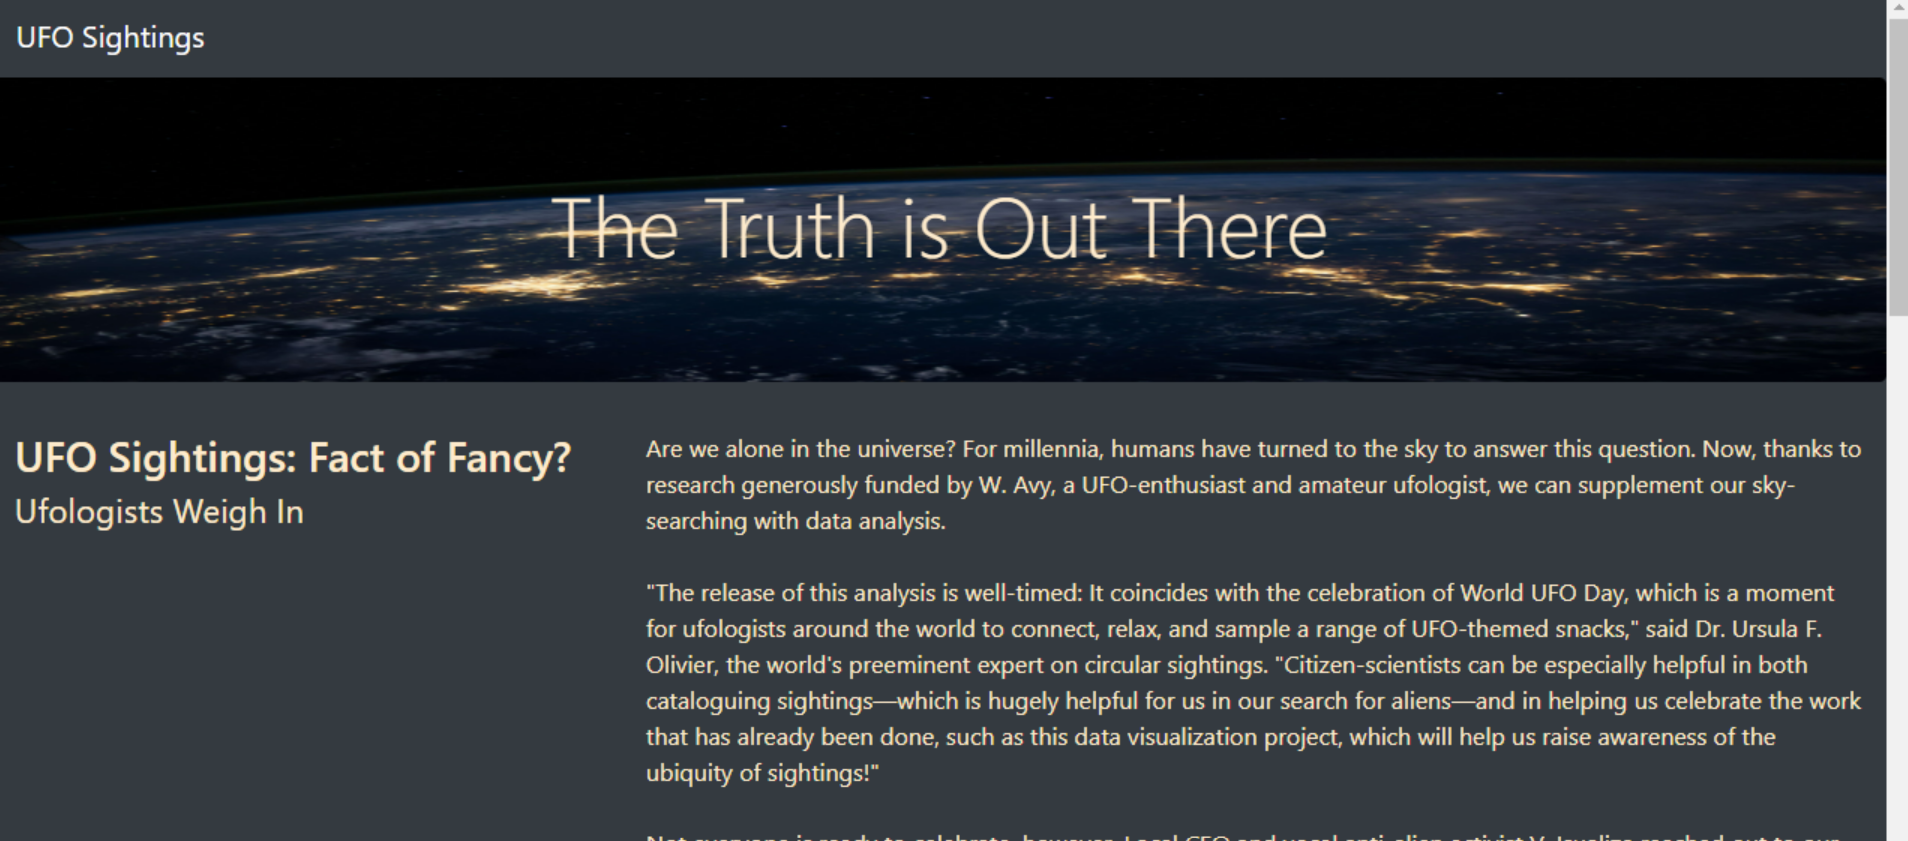 UFO Sightings
The Truth is Out There
UFO Sightings: Fact of Fancy?
Ufologists Weigh In
Are we alone in the universe? For millennia, humans have turned to the sky to answer this question. Now, thanks to
research generously funded by W. Avy, a UFO-enthusiast and amateur ufologist, we can supplement our sky-
searching with data analysis.
"The release of this analysis is well-timed: It coincides with the celebration of World UFO Day, which is a moment
for ufologists around the world to connect, relax, and sample a range of UFO-themed snacks," said Dr. Ursula F.
Olivier, the world's preeminent expert on circular sightings. "Citizen-scientists can be especially helpful in both
cataloguing sightings—which is hugely helpful for us in our search for aliens—and in helping us celebrate the work
that has already been done, such as this data visualization project, which will help us raise awareness of the
ubiquity of sightings!"